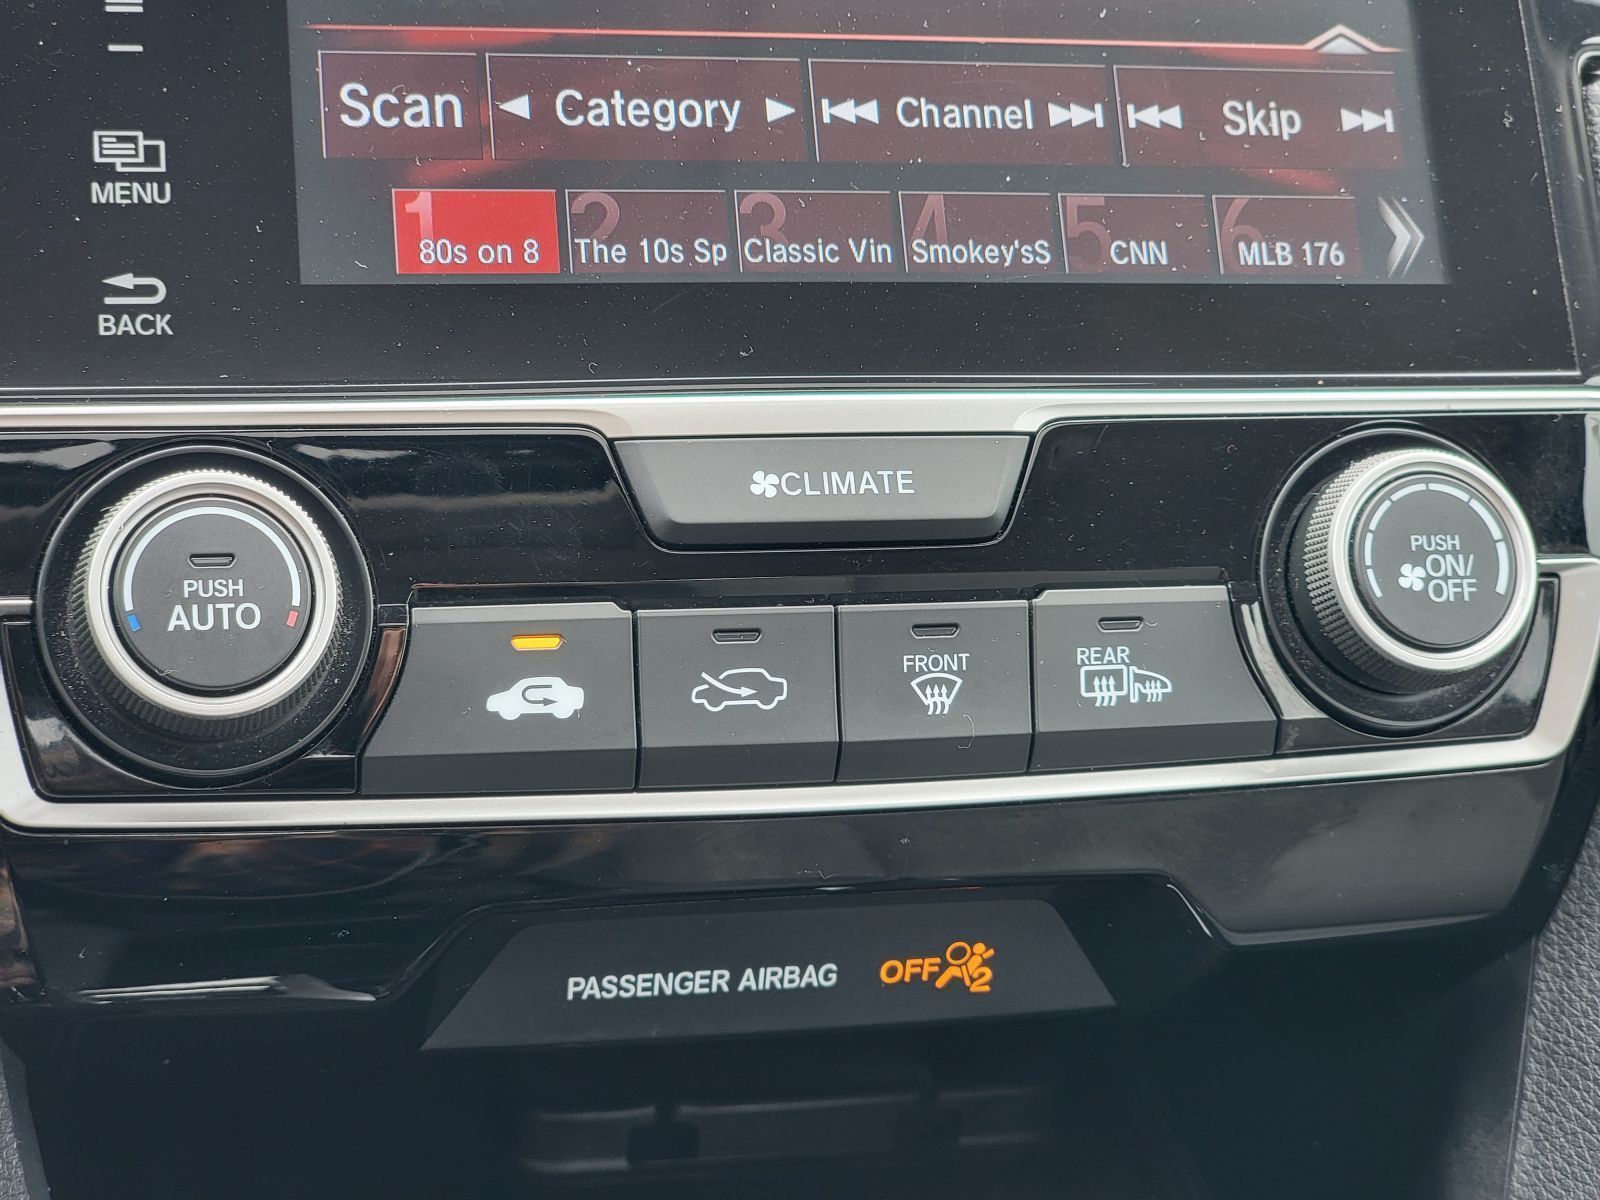 Scan
Category
Channel
Skip
MENU
1
80s on 8
2
The 10s Sp
3
Classic Vin
4
Smokey'sS
5
CNN
6
MLB 176
BACK
CLIMATE
PUSH
AUTO
PUSH
ON/
OFF
FRONT
REAR
PASSENGER AIRBAG
OFF
2